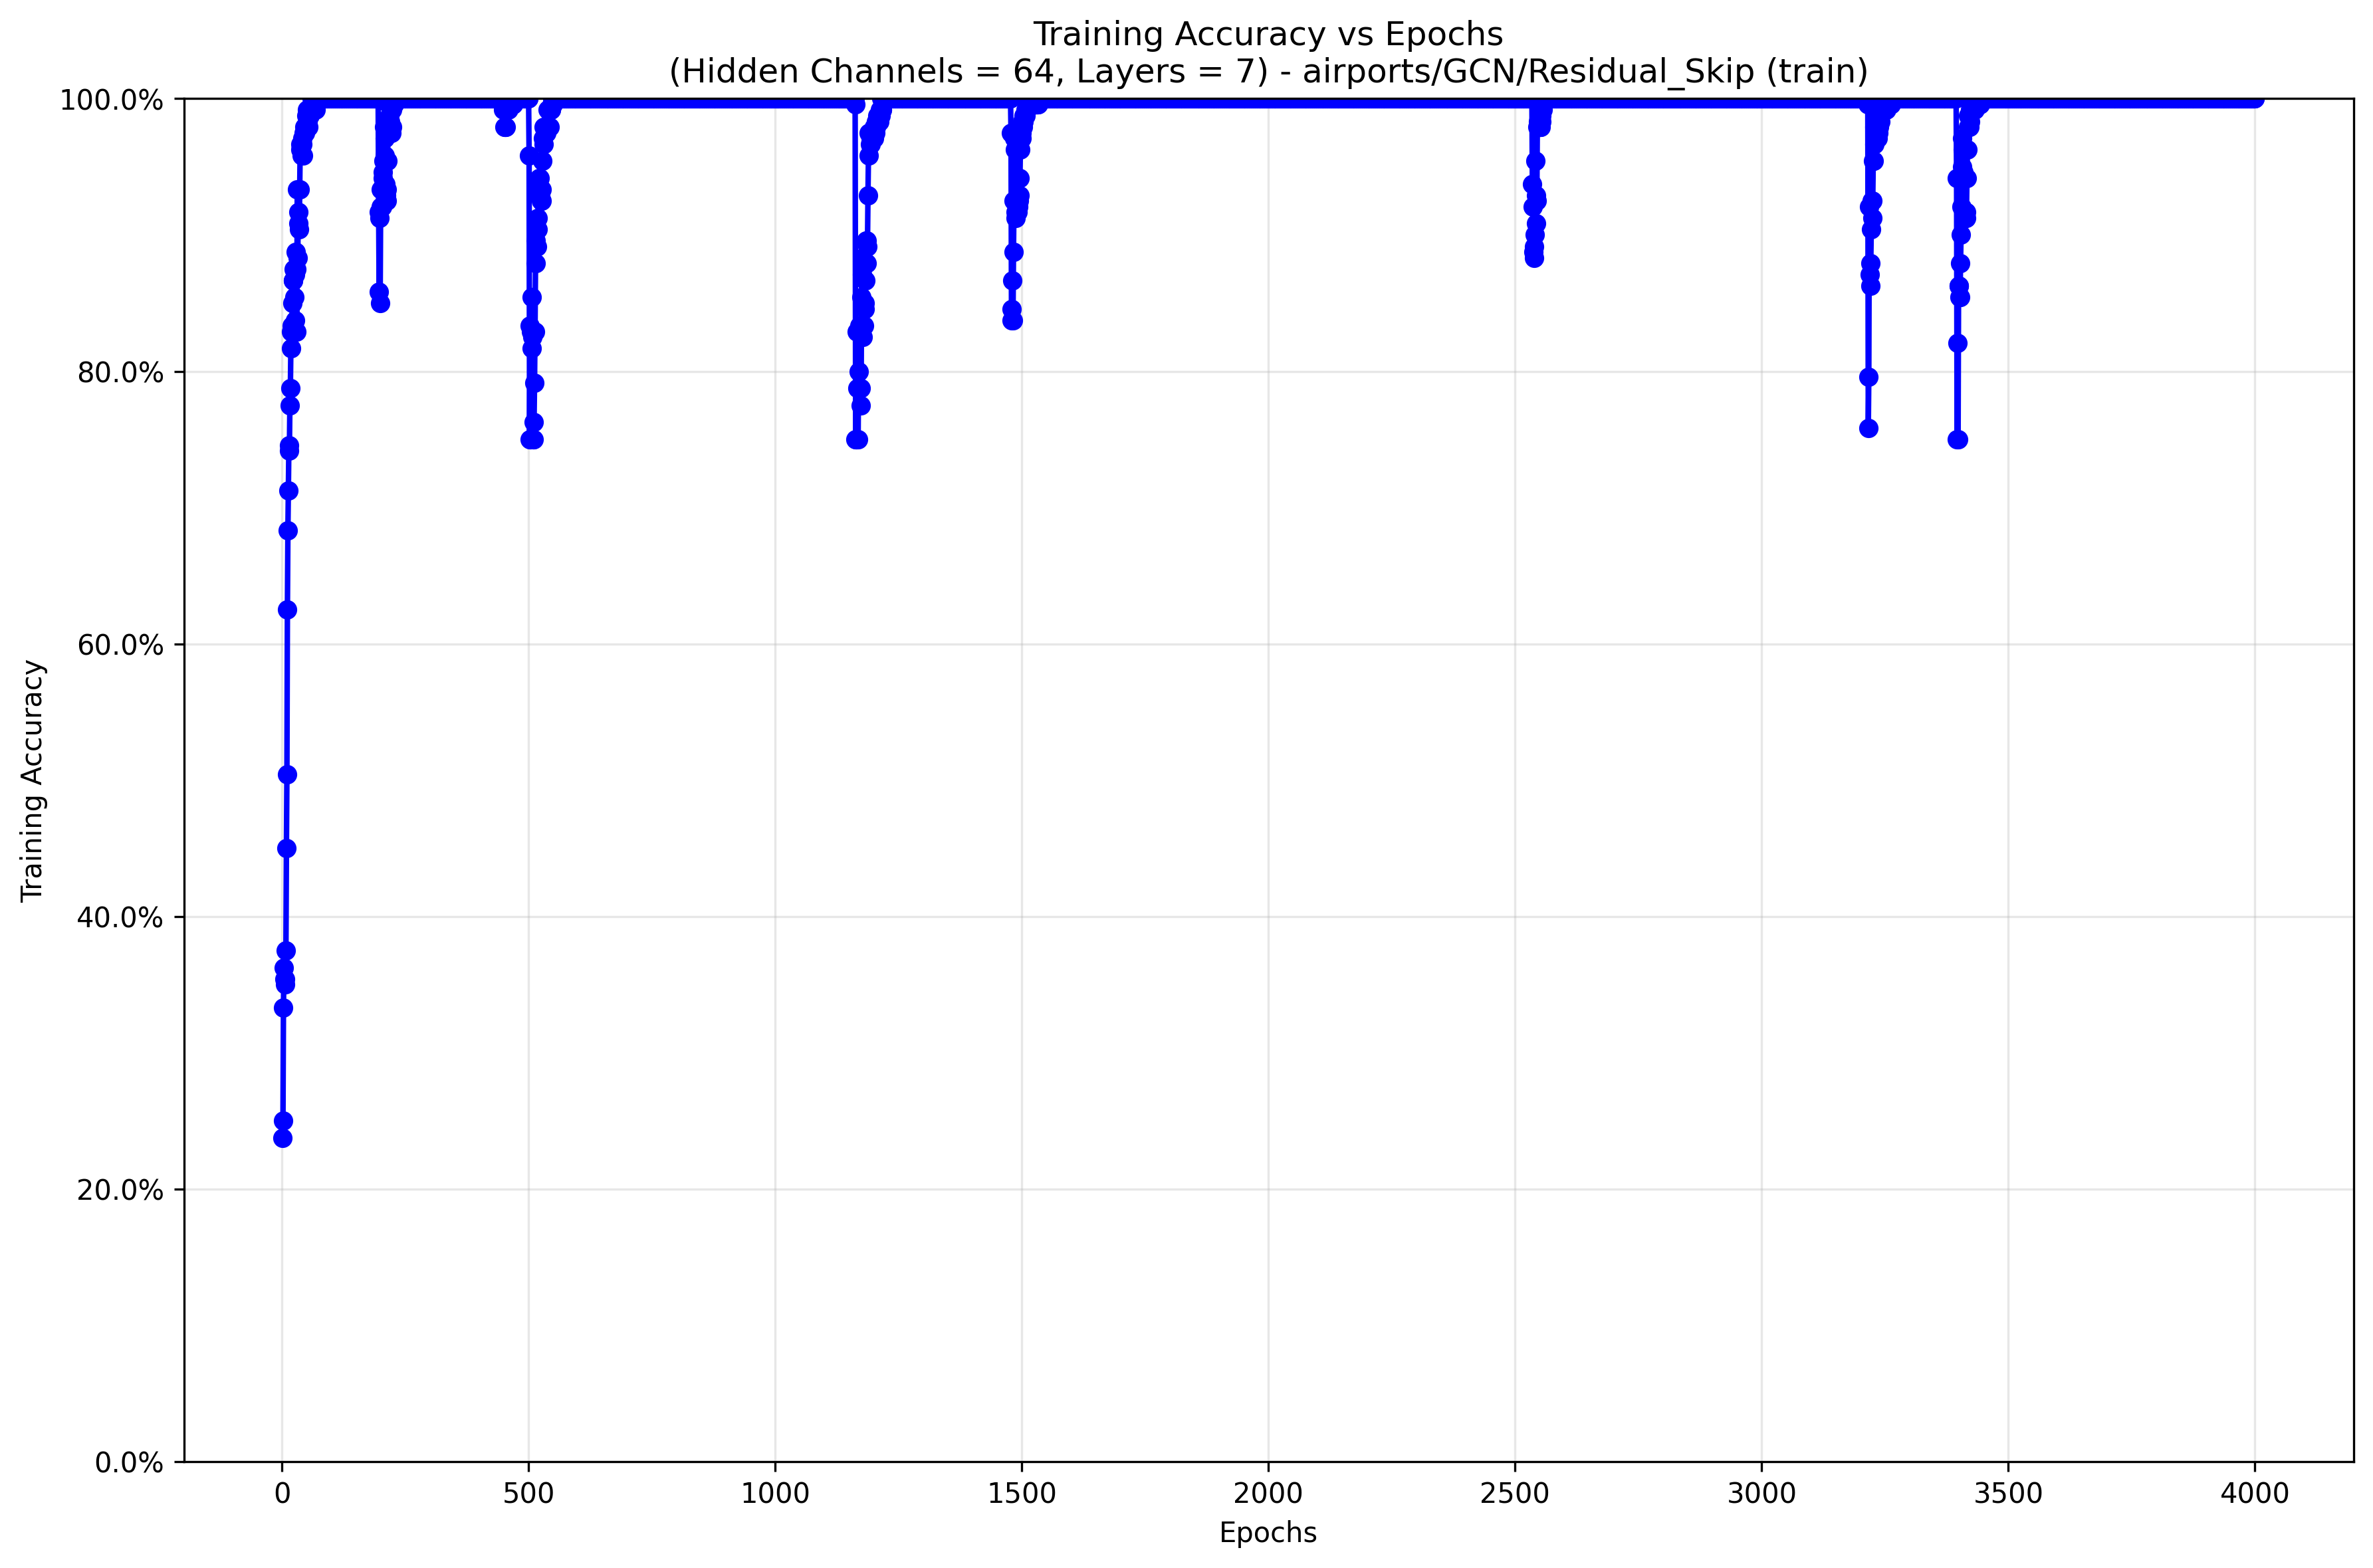 Training Accuracy vs Epochs
(Hidden Channels = 64, Layers = 7) - airports/GCN/Residual_Skip (train)
100.0%
80.0%
60.0%
40.0%
20.0%
0.0%
Training Accuracy
0 500 1000 1500 2000 2500 3000 3500 4000
Epochs